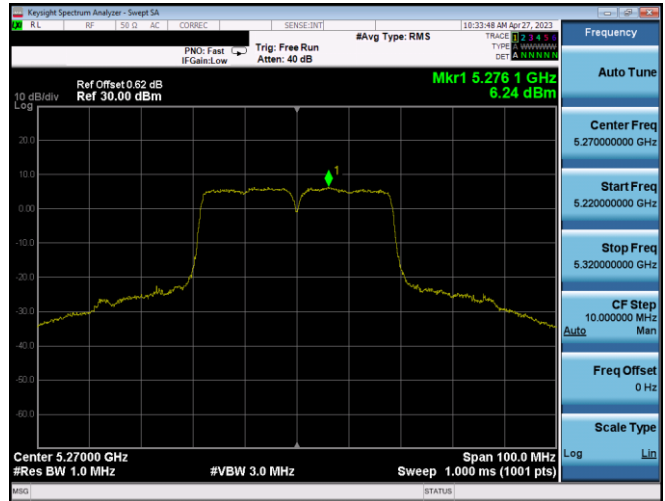 Keysight Spectrum Analyzer - Swept SA
RL RF 50 Ω AC CORREC SENSE:INT 10:33:48 AM Apr 27, 2023
#Avg Type: RMS TRACE 1 2 3 4 5 6
PNO: Fast Trig: Free Run TYPE A WWWWW
IFGain:Low Atten: 40 dB DET A N N N N N
Mkr1 5.276 1 GHz
6.24 dBm
Ref Offset 0.62 dB
10 dB/div Ref 30.00 dBm
Log
20.0
10.0
0.00
-10.0
-20.0
-30.0
-40.0
-50.0
-60.0
1
Center 5.27000 GHz Span 100.0 MHz
#Res BW 1.0 MHz #VBW 3.0 MHz Sweep 1.000 ms (1001 pts)
MSG STATUS
Frequency
Auto Tune
Center Freq
5.270000000 GHz
Start Freq
5.220000000 GHz
Stop Freq
5.320000000 GHz
CF Step
10.000000 MHz
Auto Man
Freq Offset
0 Hz
Scale Type
Log Lin